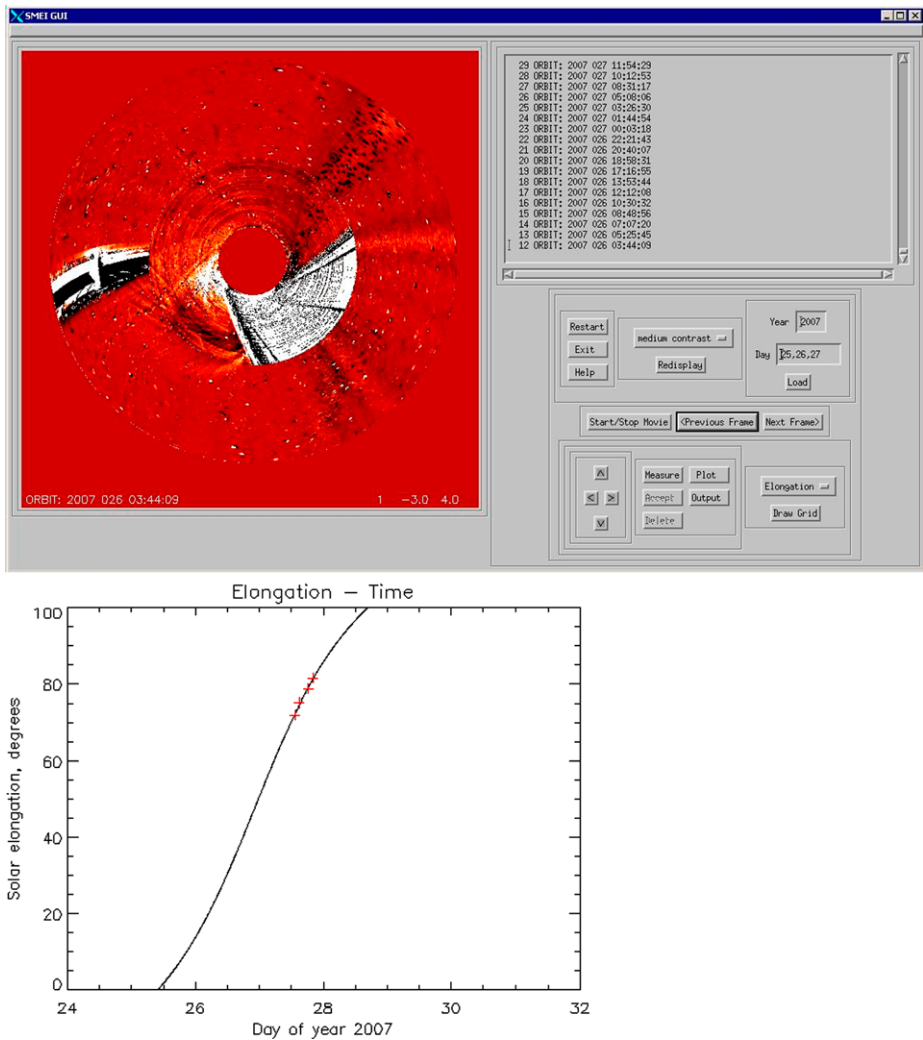 SMEI GUI
29 ORBIT: 2007 027 11:54:29
28 ORBIT: 2007 027 10:12:53
27 ORBIT: 2007 027 08:31:17
26 ORBIT: 2007 027 05:08:06
25 ORBIT: 2007 027 03:26:30
24 ORBIT: 2007 027 01:44:54
23 ORBIT: 2007 027 00:03:18
22 ORBIT: 2007 026 22:21:43
21 ORBIT: 2007 026 20:40:07
20 ORBIT: 2007 026 18:58:31
19 ORBIT: 2007 026 17:16:55
18 ORBIT: 2007 026 13:53:44
17 ORBIT: 2007 026 12:12:08
16 ORBIT: 2007 026 10:30:32
15 ORBIT: 2007 026 08:48:56
14 ORBIT: 2007 026 07:07:20
13 ORBIT: 2007 026 05:25:45
12 ORBIT: 2007 026 03:44:09
ORBIT: 2007 026 03:44:09 1 -3.0 4.0
Restart
Exit
Help
medium contrast
Redisplay
Year 2007
Day 25,26,27
Load
Start/Stop Movie <Previous Frame Next Frame>
^
< >
v
Measure Plot
Accept Output
Delete
Elongation
Draw Grid
Elongation – Time
Solar elongation, degrees
100
80
60
40
20
0
24 26 28 30 32
Day of year 2007